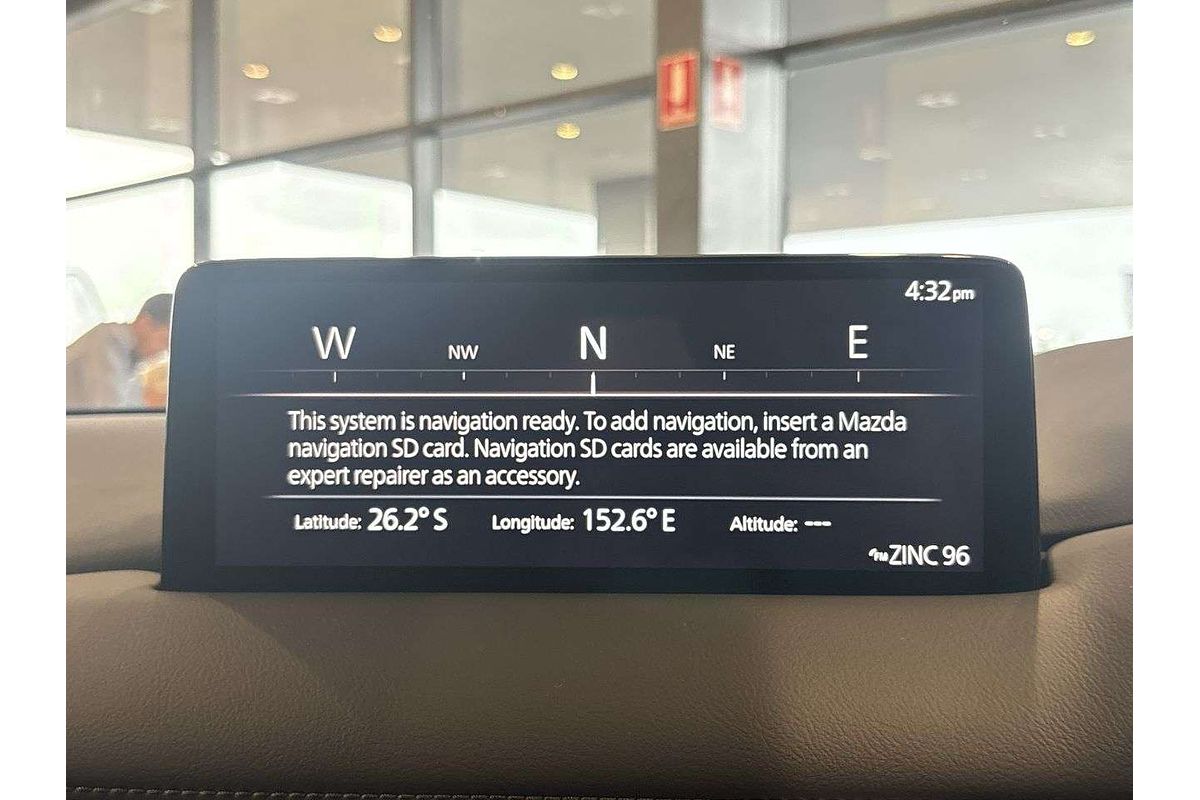 4:32pm
W NW N NE E
This system is navigation ready. To add navigation, insert a Mazda
navigation SD card. Navigation SD cards are available from an
expert repairer as an accessory.
Latitude: 26.2° S Longitude: 152.6° E Altitude: ---
FM ZINC 96